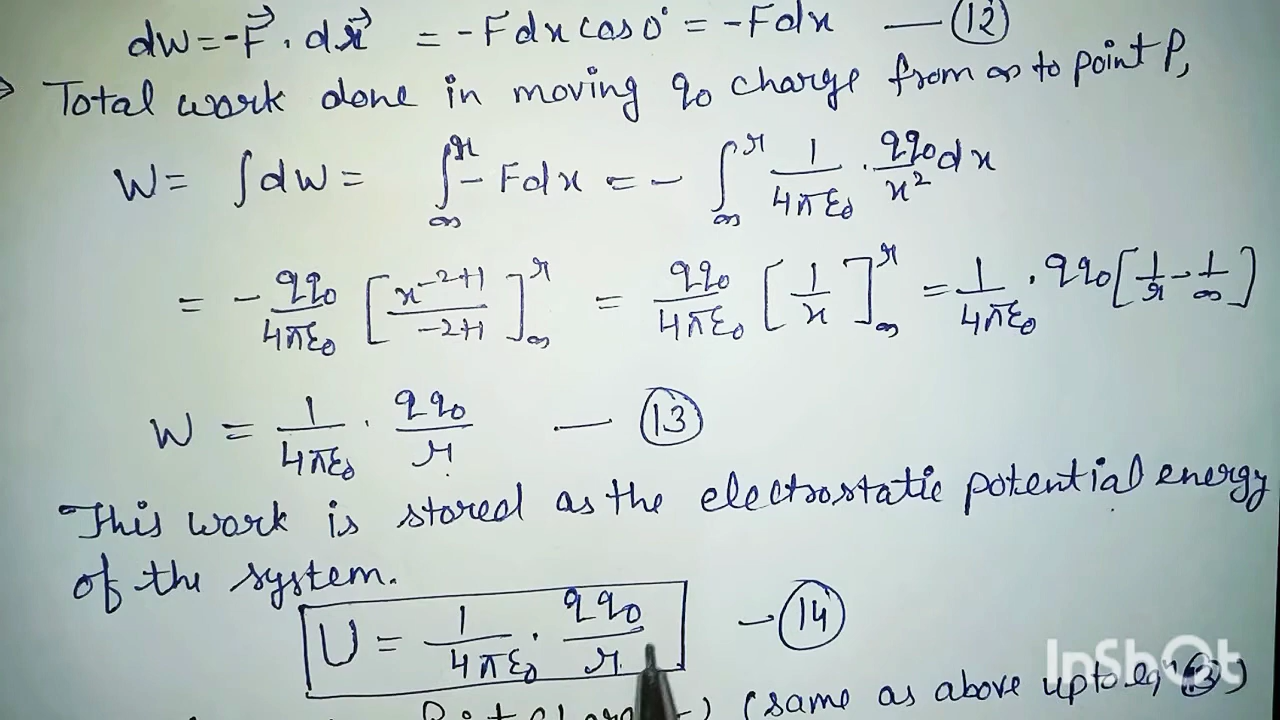 dw = -F⃗ . dx⃗ = -Fdx cos 0° = -Fdx — (12)
Total work done in moving q₀ charge from ∞ to point P,
W = ∫dW = ∫_∞^r - Fdx = - ∫_∞^r 1/4πε₀ . qq₀/x² dx
= - qq₀/4πε₀ [x^(-2+1)/-2+1]_∞^r = qq₀/4πε₀ [1/x]_∞^r = 1/4πε₀ . qq₀ [1/r - 1/∞]
W = 1/4πε₀ . qq₀/r — (13)
This work is stored as the electrostatic potential energy
of the system.
U = 1/4πε₀ . qq₀/r — (14)
(same as above upto eqⁿ 13)
InShOt